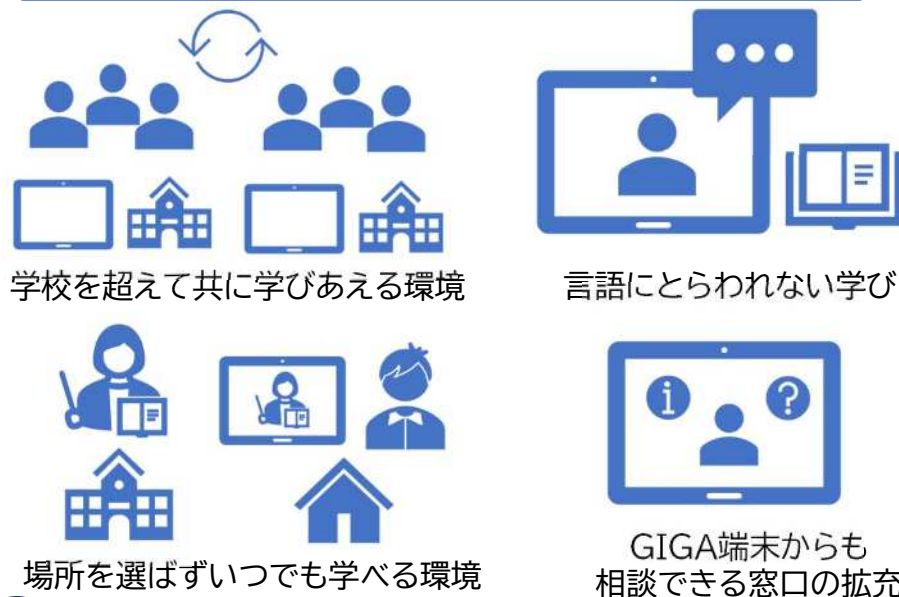 学校を超えて共に学びあえる環境
言語にとらわれない学び
場所を選ばずいつでも学べる環境
GIGA端末からも
相談できる窓口の拡充